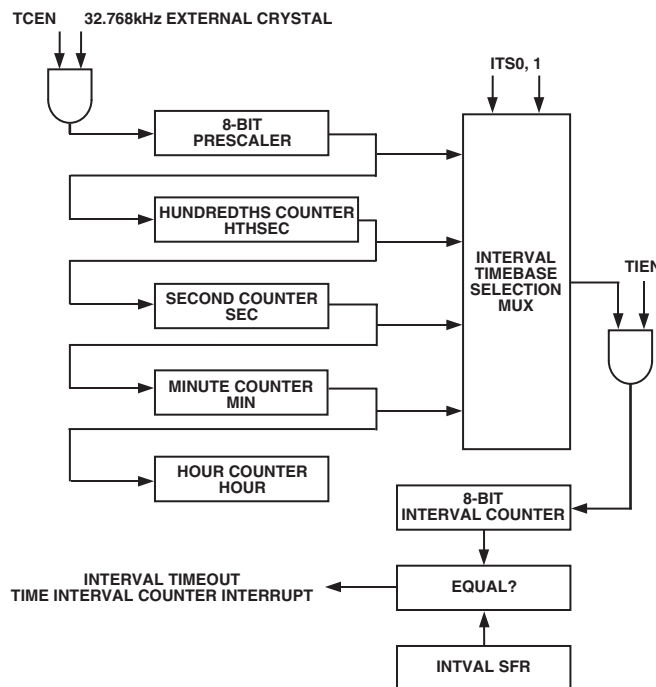 TCEN 32.768kHz EXTERNAL CRYSTAL
ITS0, 1
8-BIT
PRESCALER
HUNDREDTHS COUNTER
HTHSEC
INTERVAL
TIMEBASE
SELECTION
MUX
TIEN
SECOND COUNTER
SEC
MINUTE COUNTER
MIN
HOUR COUNTER
HOUR
8-BIT
INTERVAL COUNTER
INTERVAL TIMEOUT
TIME INTERVAL COUNTER INTERRUPT
EQUAL?
INTVAL SFR